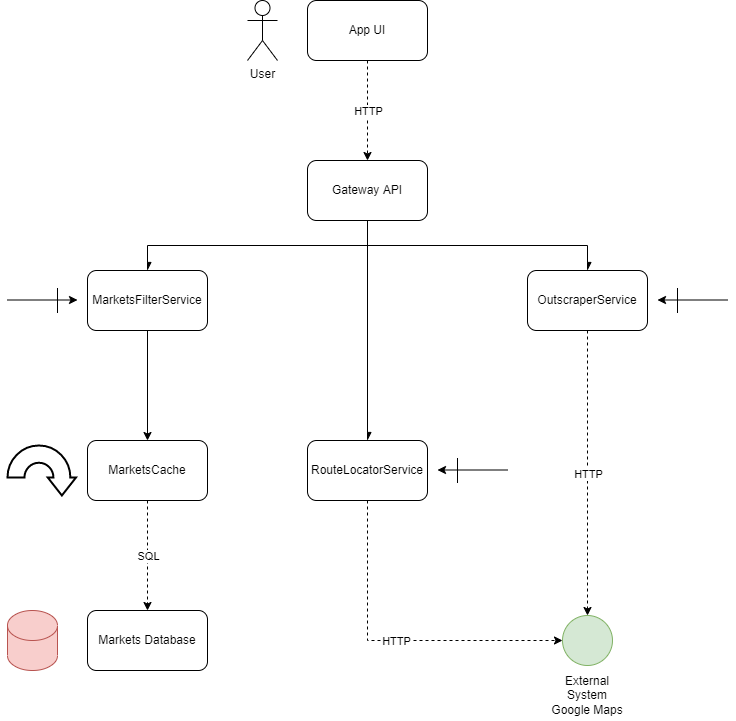 App UI
User
HTTP
Gateway API
MarketsFilterService
OutscraperService
MarketsCache
RouteLocatorService
HTTP
SQL
Markets Database
HTTP
External
System
Google Maps